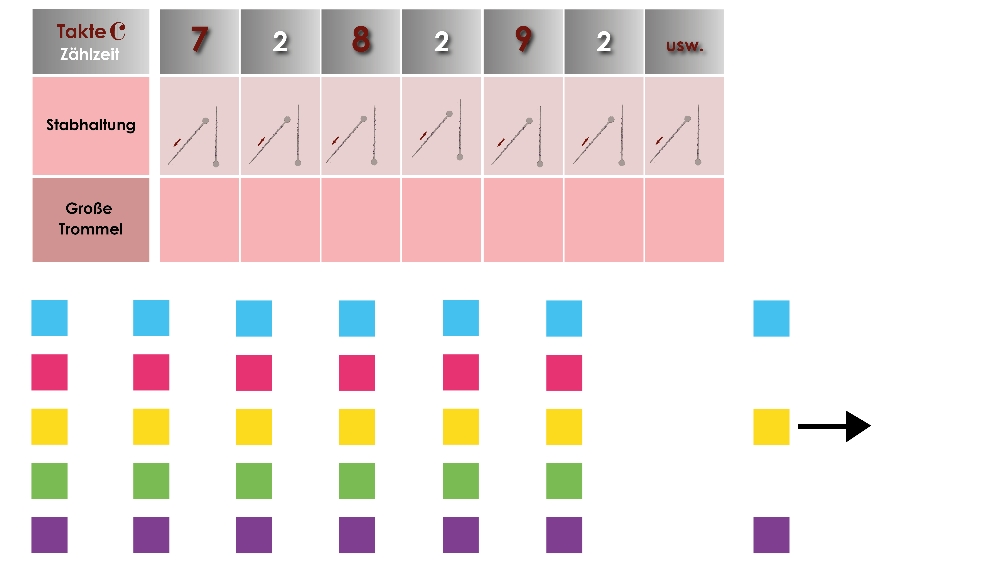 Takte 𝄵
Zählzeit
7 2 8 2 9 2 usw.
Stabhaltung
Große
Trommel